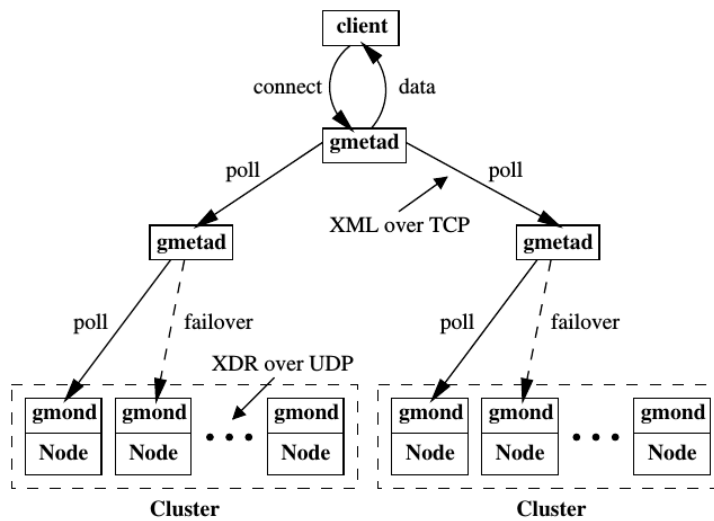 client
connect
data
gmetad
poll
poll
XML over TCP
gmetad
gmetad
poll
failover
poll
failover
XDR over UDP
gmond
gmond
gmond
gmond
gmond
gmond
Node
Node
• • •
Node
Node
Node
• • •
Node
Cluster
Cluster